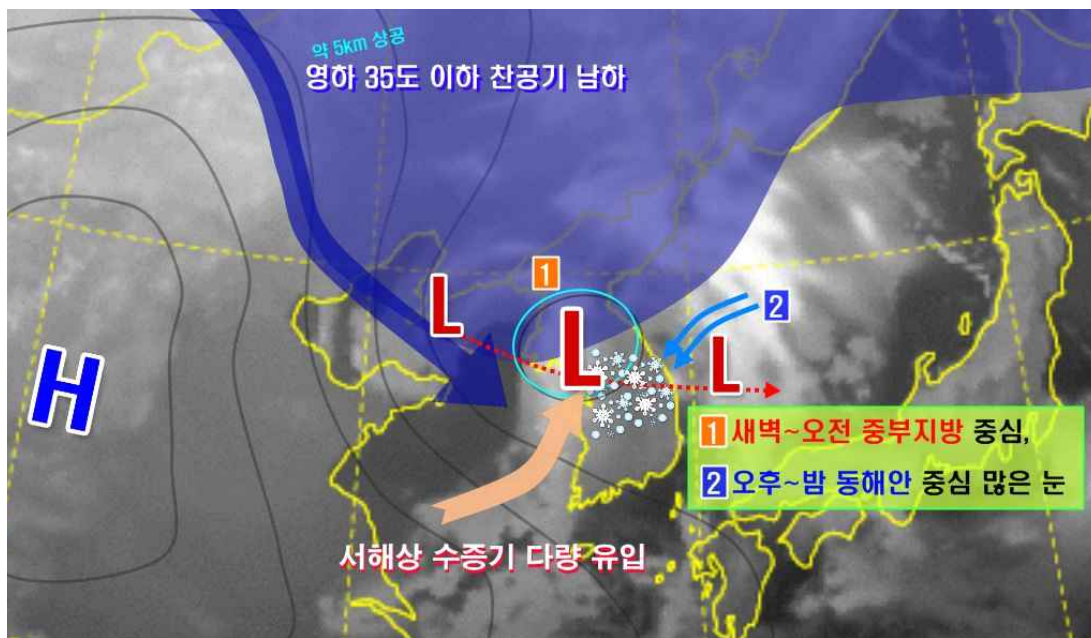 약 5km 상공
영하 35도 이하 찬공기 남하
1
L
2
L
L
H
1 새벽~오전 중부지방 중심,
2 오후~밤 동해안 중심 많은 눈
서해상 수증기 다량 유입